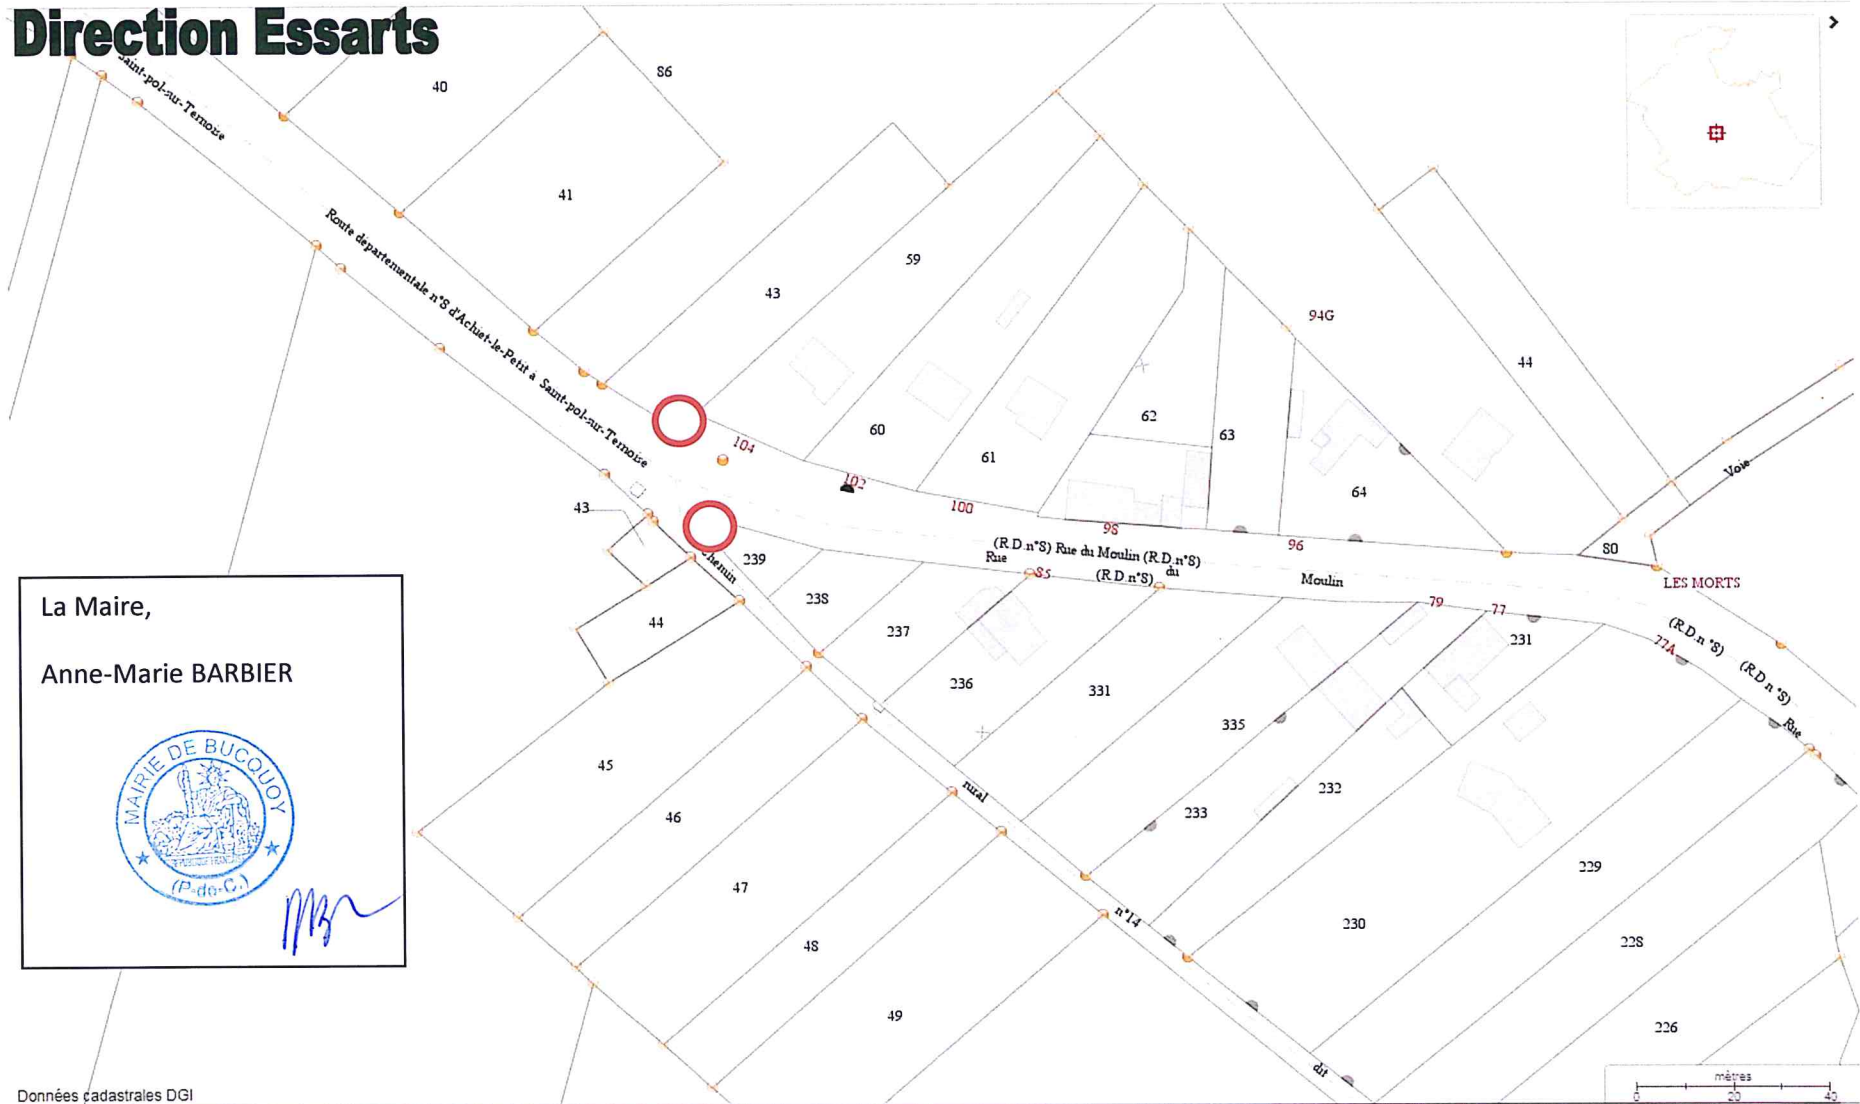 Direction Essarts
Saint-pol-sur-Ternoise
40
86
41
Route départementale n°8 d'Achiet-le-Petit à Saint-pol-sur-Ternoise
43
59
94G
44
104
60
61
62
63
64
102
100
98
96
80
Voie
43
239
Chemin
(R.D.n°8) Rue du Moulin (R.D.n°8)
Rue
85
(R.D.n°8)
du
Moulin
79
77
LES MORTS
La Maire,
Anne-Marie BARBIER
MAIRIE DE BUCQUOY
(P-de-C.)
44
238
237
236
331
335
231
77A
(R.D.n°8)
(R.D.n°8)
Rue
45
46
rural
233
232
47
48
49
n°14
230
229
228
226
dit
mètres
0 20 40
Données cadastrales DGI